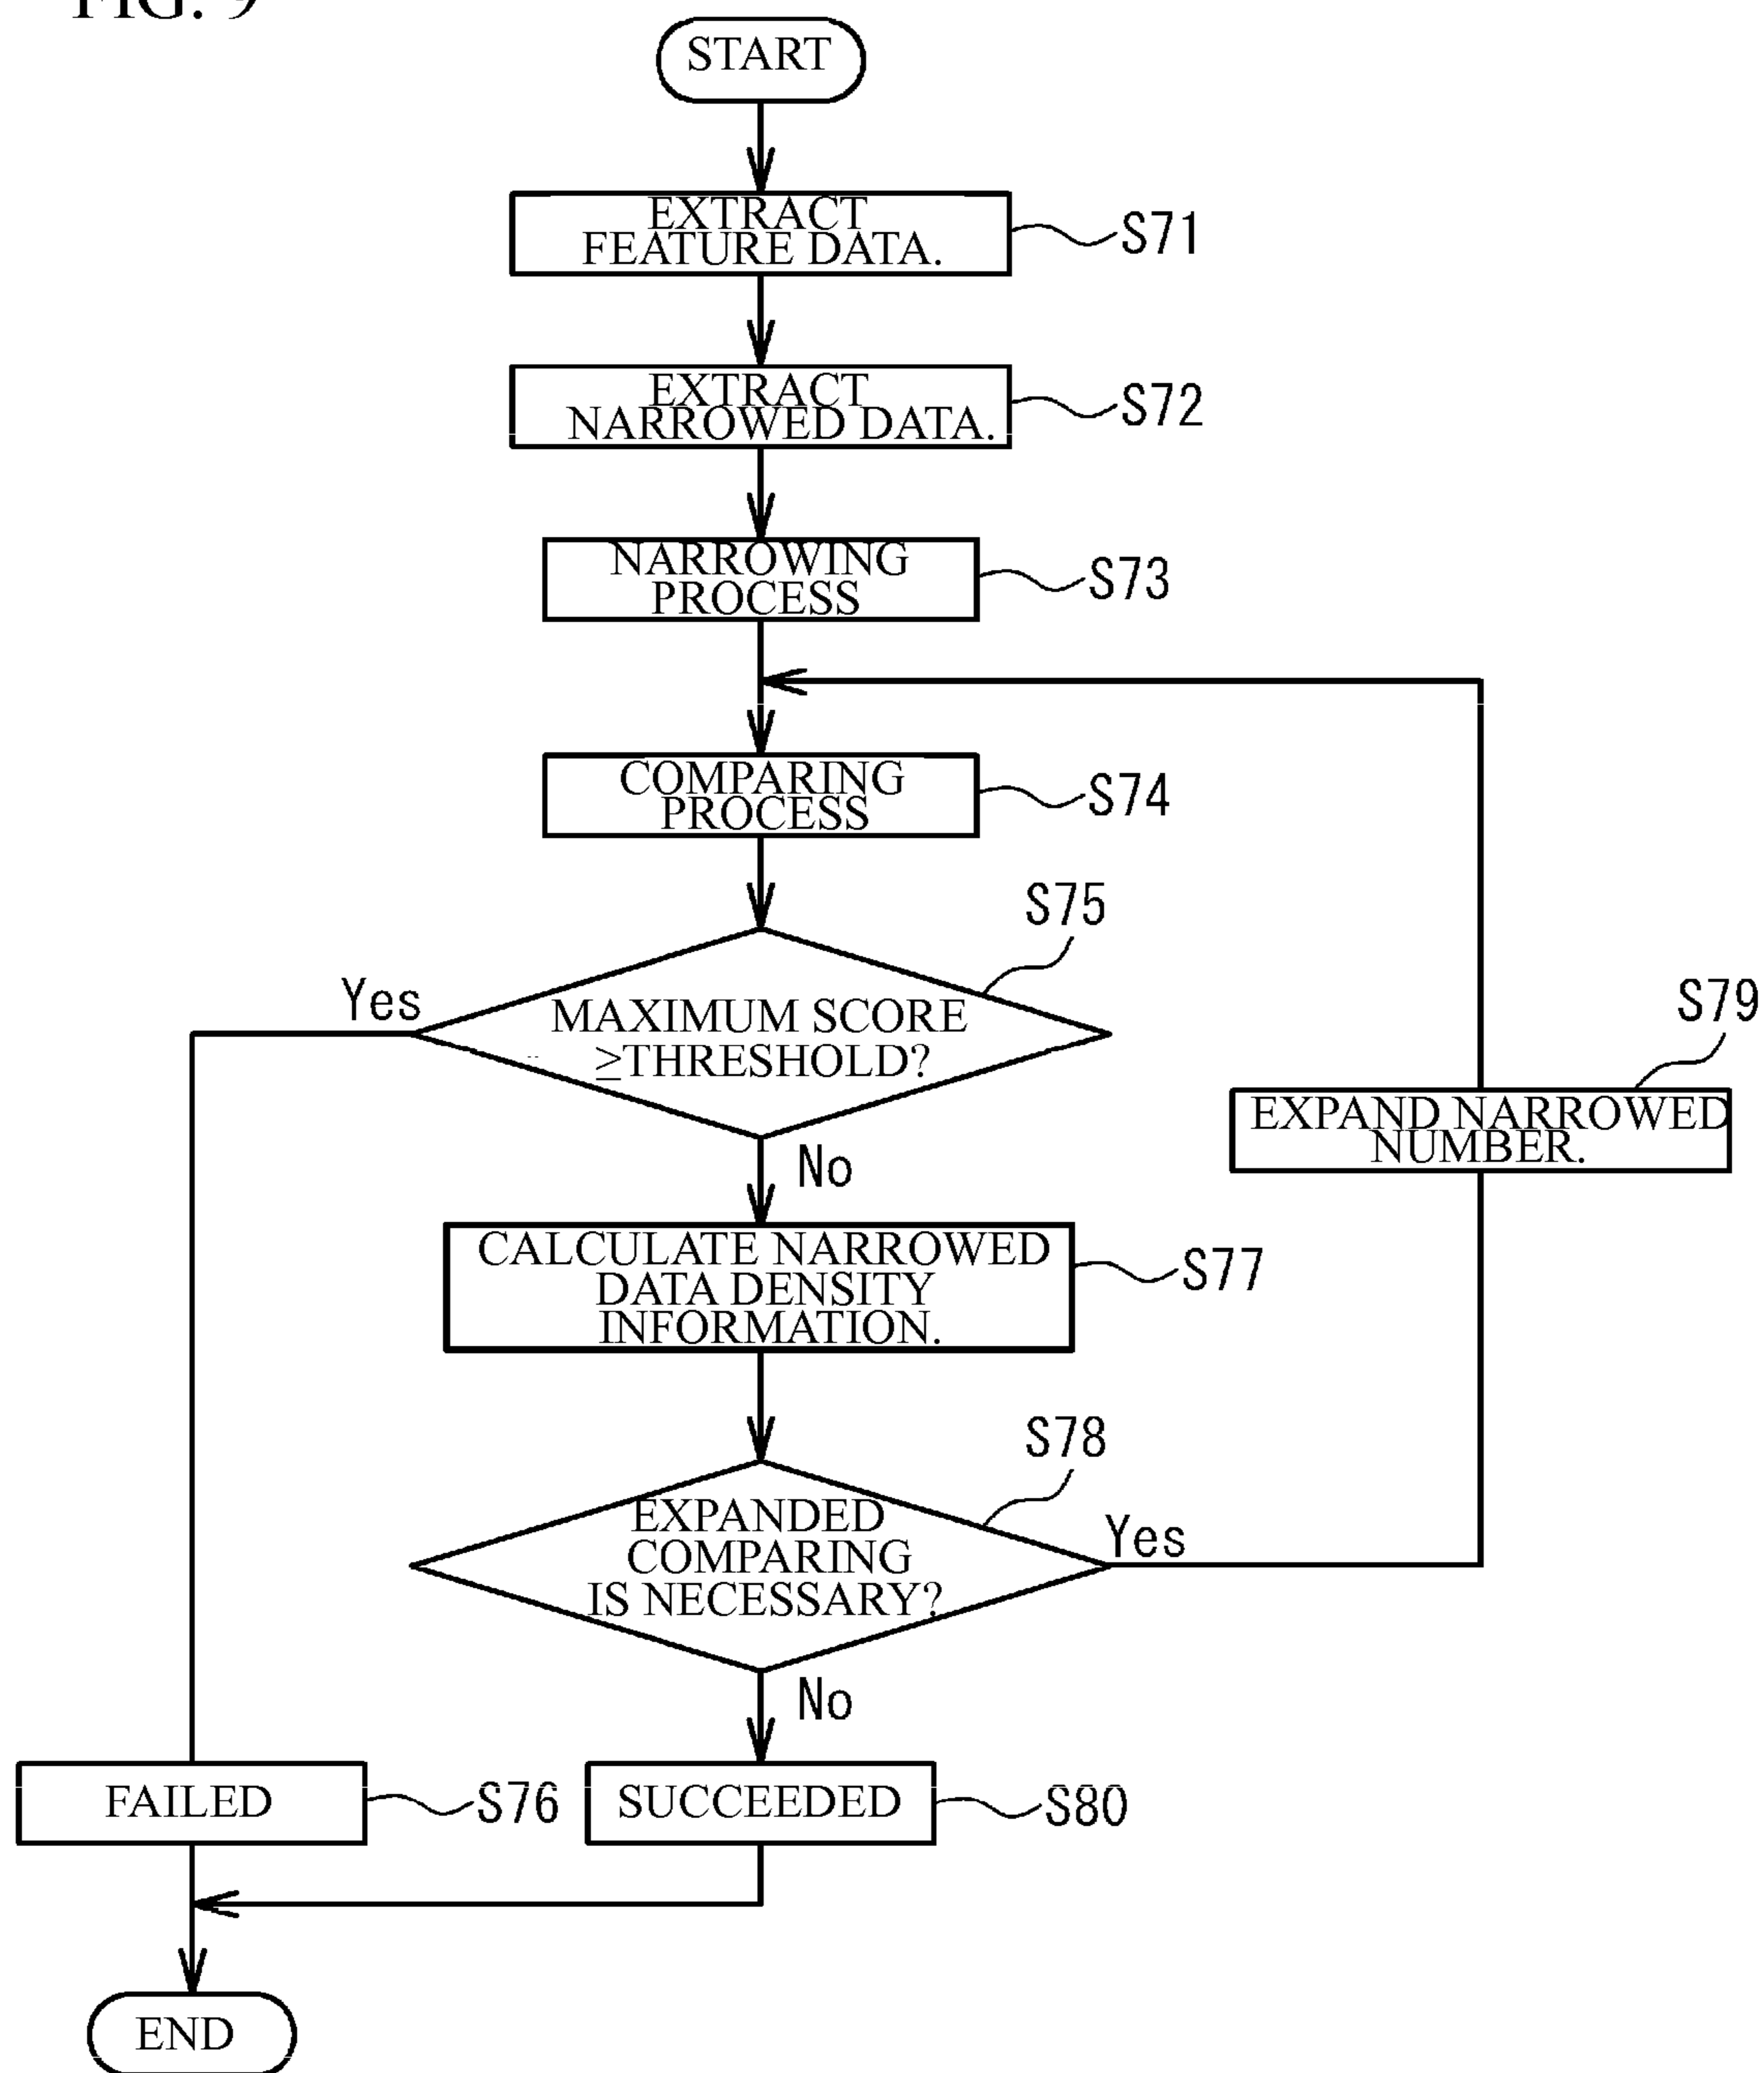 FIG. 9
START
EXTRACT
FEATURE DATA.
S71
EXTRACT
NARROWED DATA.
S72
NARROWING
PROCESS
S73
COMPARING
PROCESS
S74
S75
Yes
MAXIMUM SCORE
≥THRESHOLD?
No
S79
EXPAND NARROWED
NUMBER.
CALCULATE NARROWED
DATA DENSITY
INFORMATION.
S77
S78
EXPANDED
COMPARING
IS NECESSARY?
Yes
No
FAILED
S76
SUCCEEDED
S80
END